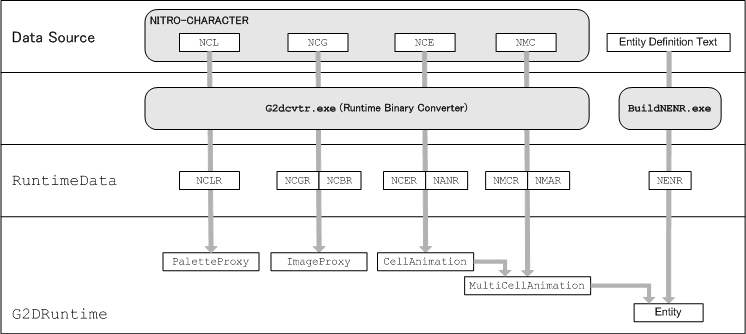 NITRO-CHARACTER
Data Source
NCL
NCG
NCE
NMC
Entity Definition Text
G2dcvtr.exe (Runtime Binary Converter)
BuildNENR.exe
RuntimeData
NCLR
NCGR
NCBR
NCER
NANR
NMCR
NMAR
NENR
PaletteProxy
ImageProxy
CellAnimation
MultiCellAnimation
Entity
G2DRuntime